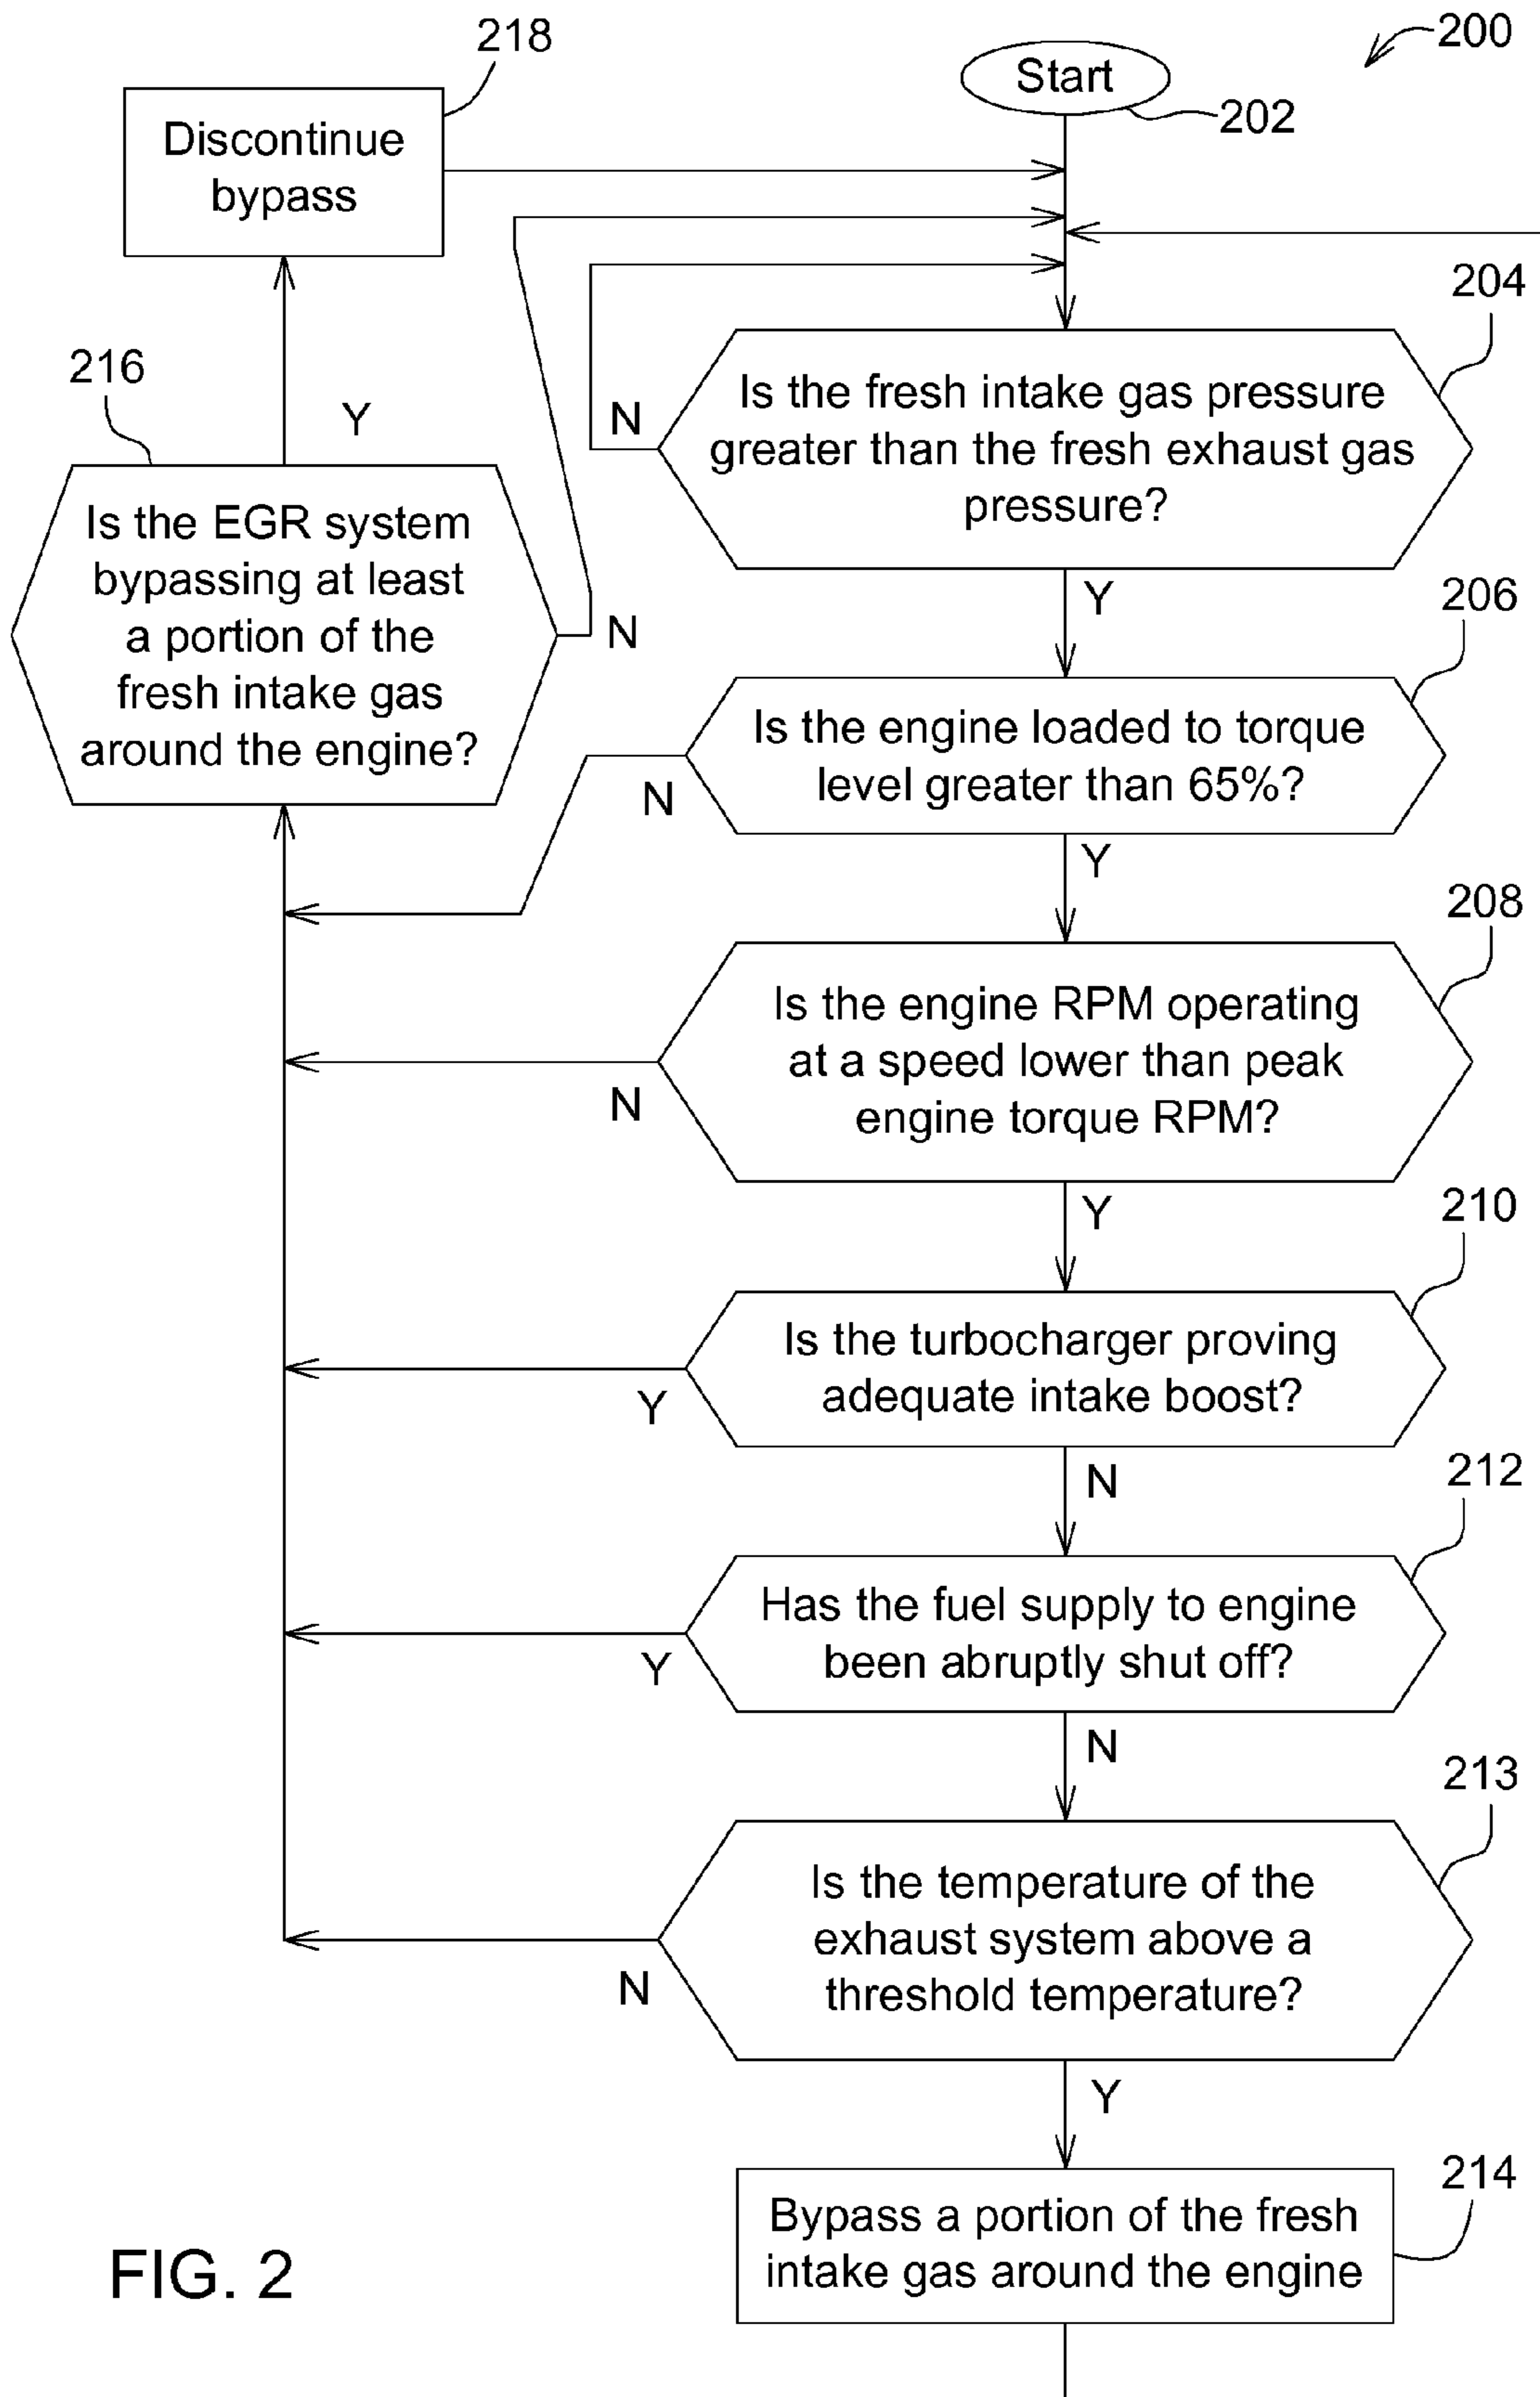 200
Start
202
218
Discontinue
bypass
204
Is the fresh intake gas pressure
greater than the fresh exhaust gas
pressure?
N
Y
216
Y
Is the EGR system
bypassing at least
a portion of the
fresh intake gas
around the engine?
N
206
Is the engine loaded to torque
level greater than 65%?
N
Y
208
Is the engine RPM operating
at a speed lower than peak
engine torque RPM?
N
Y
210
Is the turbocharger proving
adequate intake boost?
Y
N
212
Has the fuel supply to engine
been abruptly shut off?
Y
N
213
Is the temperature of the
exhaust system above a
threshold temperature?
N
Y
214
Bypass a portion of the fresh
intake gas around the engine
FIG. 2